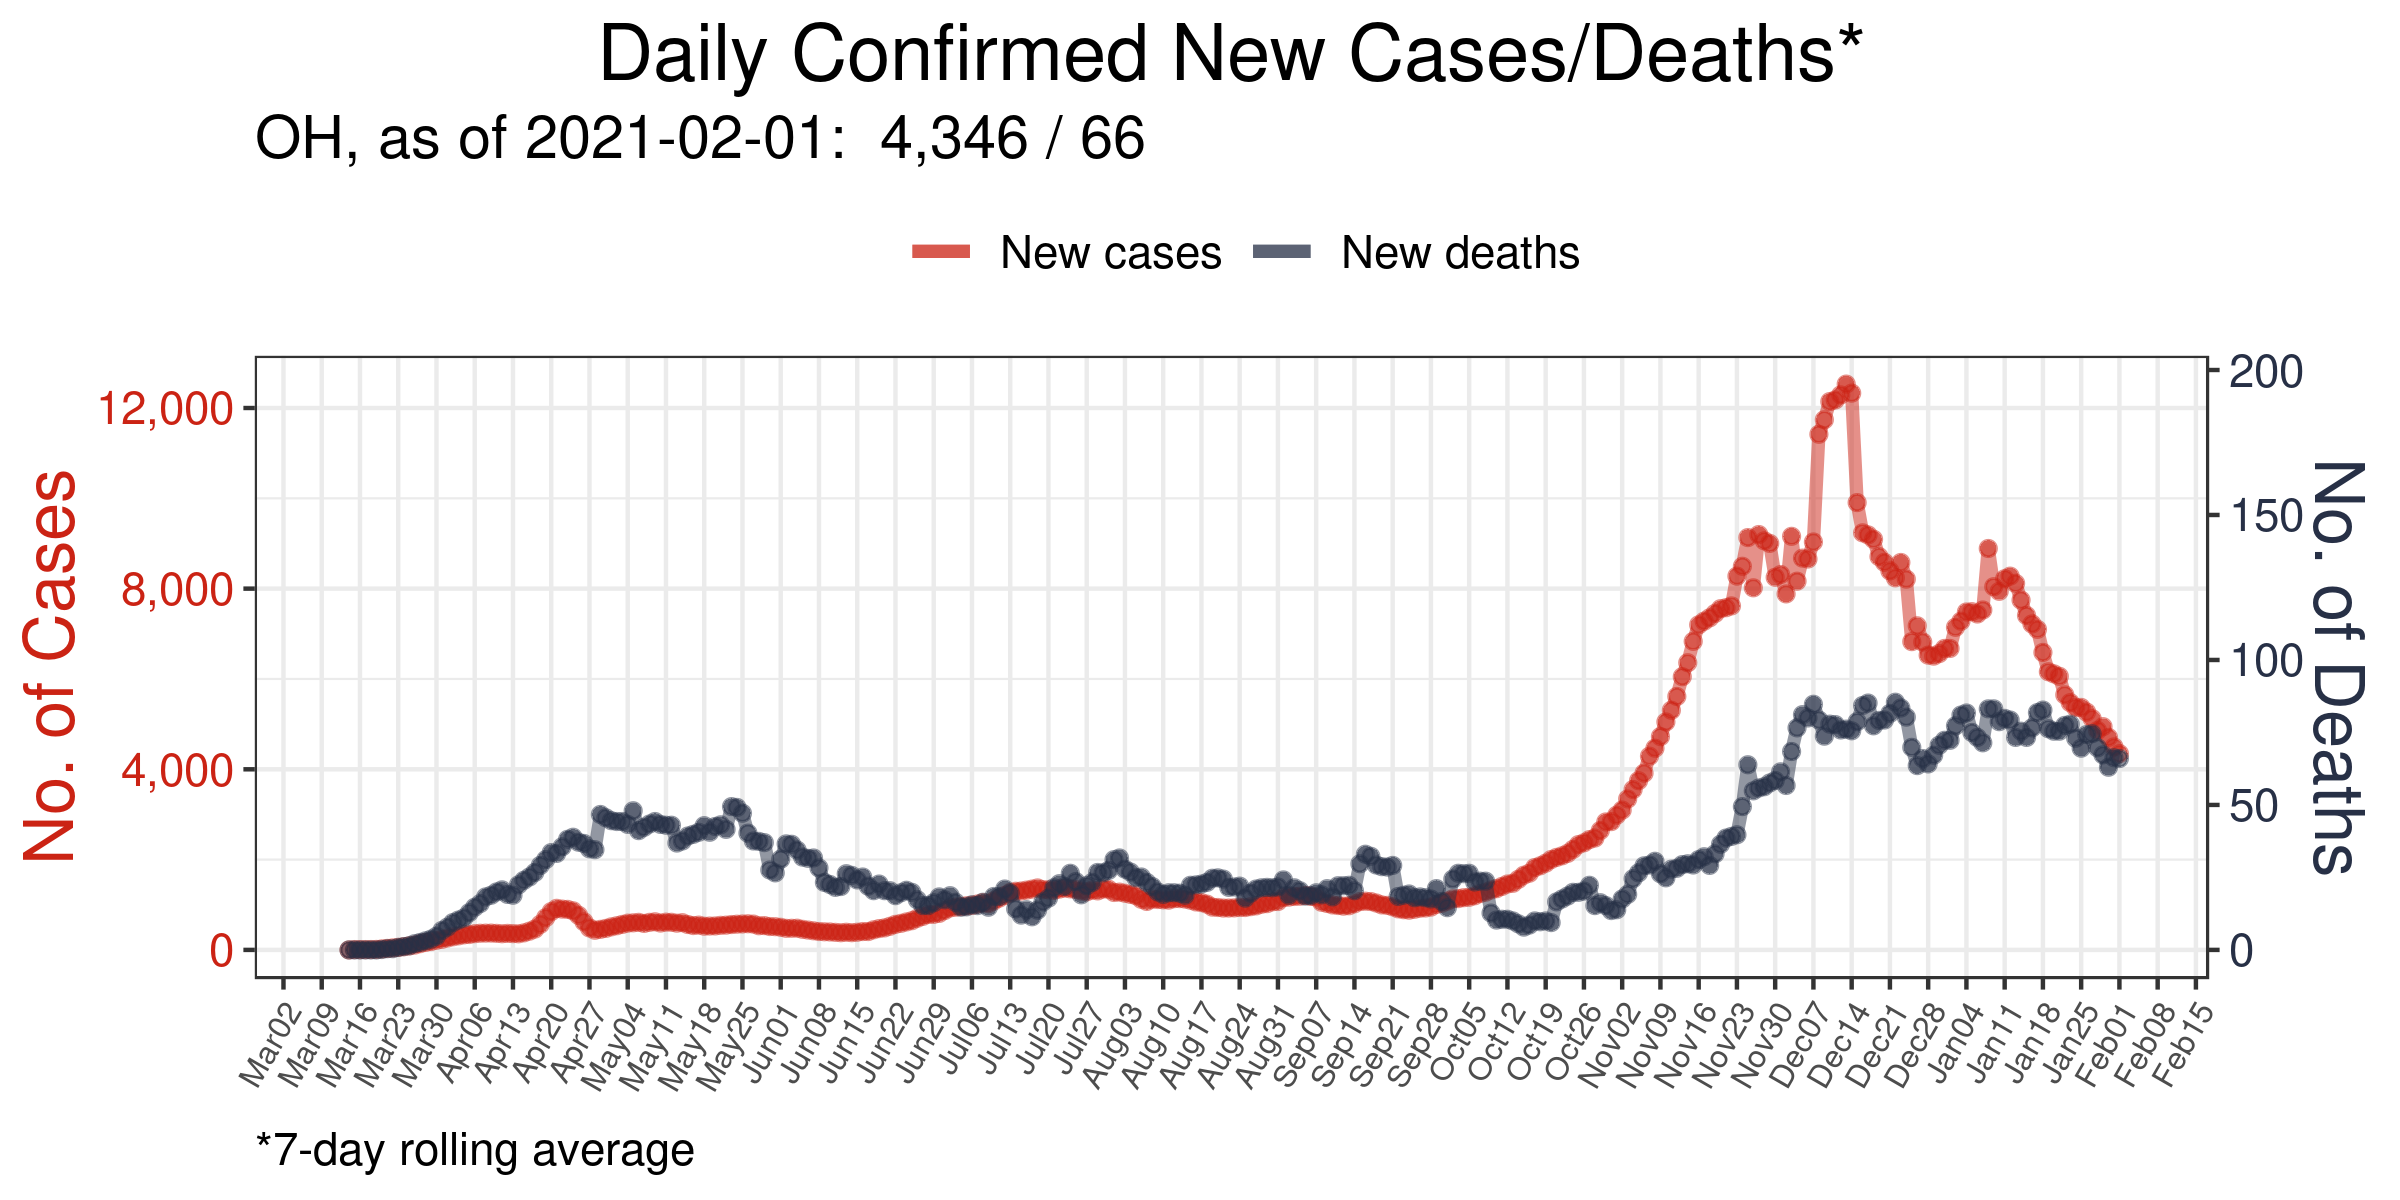 Daily Confirmed New Cases/Deaths*
OH, as of 2021-02-01:  4,346 / 66
New cases
New deaths
No. of Cases
12,000
8,000
4,000
0
200
150
100
50
0
No. of Deaths
Mar02
Mar09
Mar16
Mar23
Mar30
Apr06
Apr13
Apr20
Apr27
May04
May11
May18
May25
Jun01
Jun08
Jun15
Jun22
Jun29
Jul06
Jul13
Jul20
Jul27
Aug03
Aug10
Aug17
Aug24
Aug31
Sep07
Sep14
Sep21
Sep28
Oct05
Oct12
Oct19
Oct26
Nov02
Nov09
Nov16
Nov23
Nov30
Dec07
Dec14
Dec21
Dec28
Jan04
Jan11
Jan18
Jan25
Feb01
Feb08
Feb15
*7-day rolling average